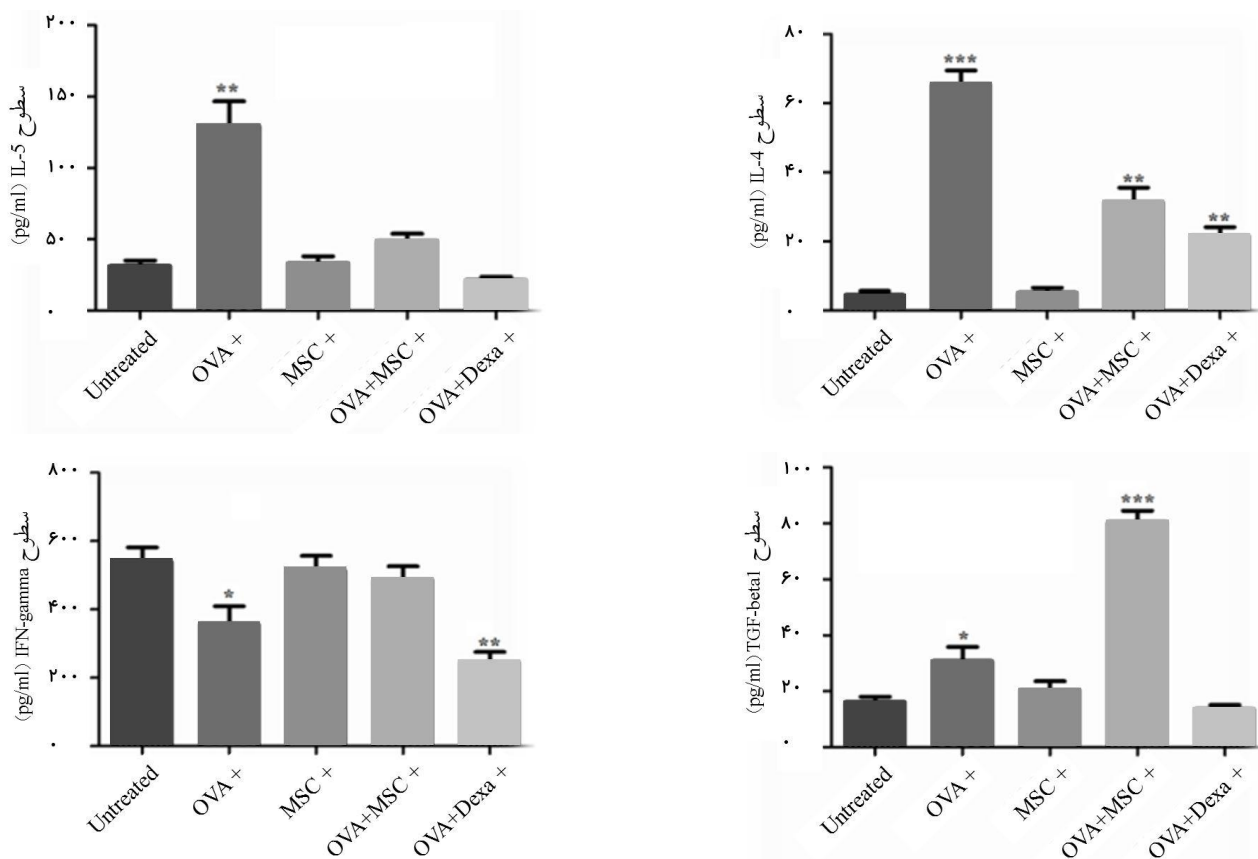 سطوح IL-5 (pg/ml)
۲۰۰
۱۵۰
۱۰۰
۵۰
۰
**
Untreated
OVA +
MSC +
OVA+MSC +
OVA+Dexa +
سطوح IL-4 (pg/ml)
۸۰
۶۰
۴۰
۲۰
۰
***
**
**
Untreated
OVA +
MSC +
OVA+MSC +
OVA+Dexa +
سطوح IFN-gamma (pg/ml)
۸۰۰
۶۰۰
۴۰۰
۲۰۰
۰
*
**
Untreated
OVA +
MSC +
OVA+MSC +
OVA+Dexa +
سطوح TGF-beta1 (pg/ml)
۱۰۰
۸۰
۶۰
۴۰
۲۰
۰
*
***
Untreated
OVA +
MSC +
OVA+MSC +
OVA+Dexa +